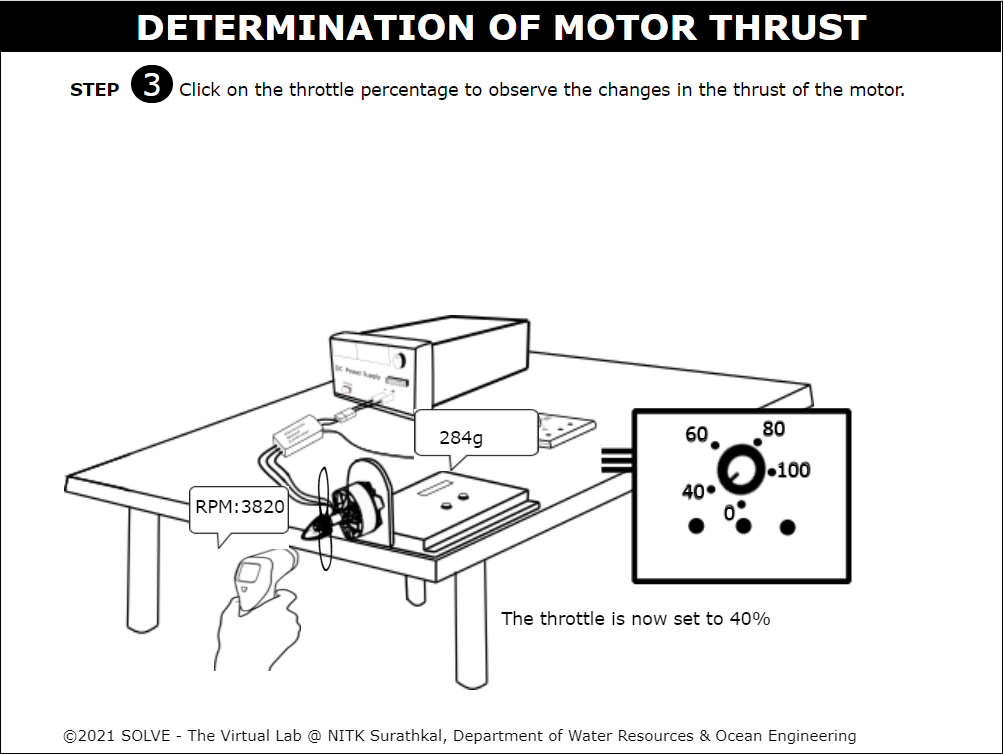 DETERMINATION OF MOTOR THRUST
STEP 3 Click on the throttle percentage to observe the changes in the thrust of the motor.
DC Power Supply
284g
RPM:3820
60
80
100
40
0
The throttle is now set to 40%
©2021 SOLVE - The Virtual Lab @ NITK Surathkal, Department of Water Resources & Ocean Engineering